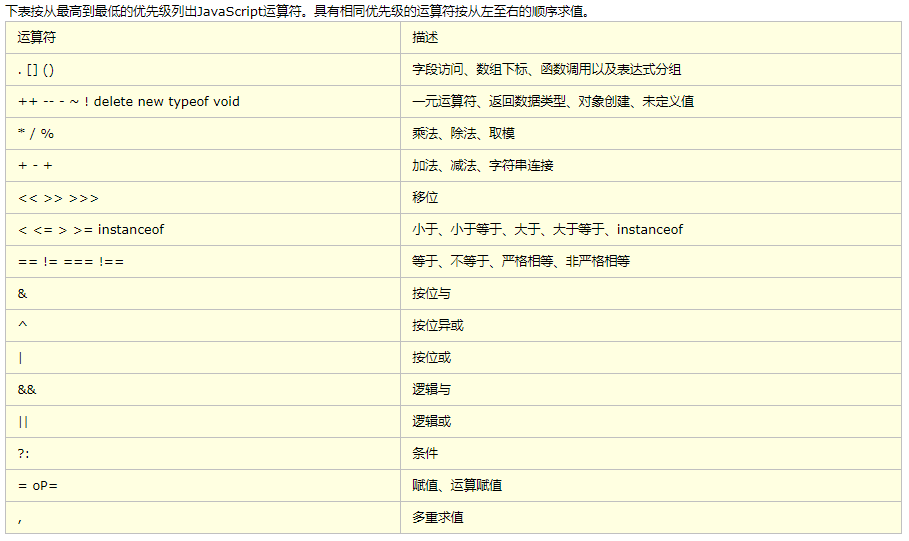 下表按从最高到最低的优先级列出JavaScript运算符。具有相同优先级的运算符按从左至右的顺序求值。
运算符 描述
. [] () 字段访问、数组下标、函数调用以及表达式分组
++ -- - ~ ! delete new typeof void 一元运算符、返回数据类型、对象创建、未定义值
* / % 乘法、除法、取模
+ - + 加法、减法、字符串连接
<< >> >>> 移位
< <= > >= instanceof 小于、小于等于、大于、大于等于、instanceof
== != === !== 等于、不等于、严格相等、非严格相等
& 按位与
^ 按位异或
| 按位或
&& 逻辑与
|| 逻辑或
?: 条件
= oP= 赋值、运算赋值
, 多重求值